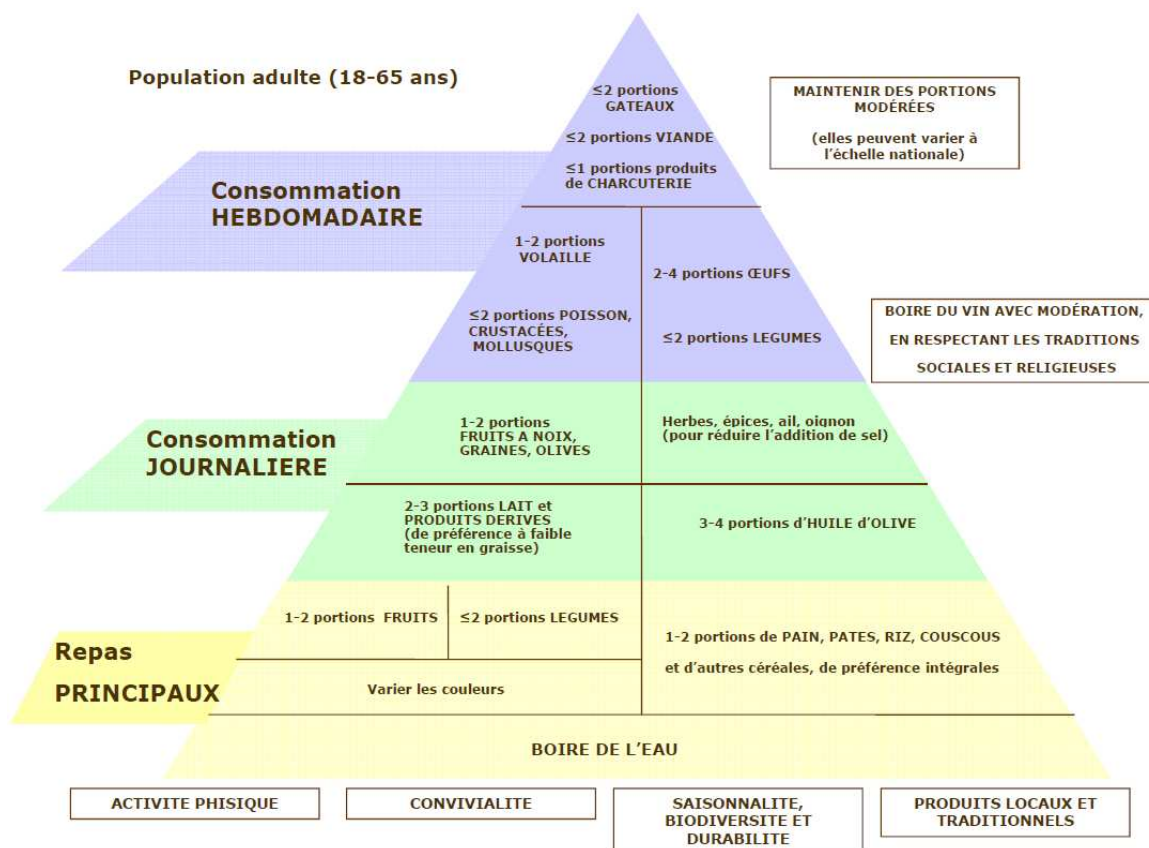 Population adulte (18-65 ans)
≤2 portions
GATEAUX
≤2 portions VIANDE
≤1 portions produits
de CHARCUTERIE
MAINTENIR DES PORTIONS
MODÉRÉES
(elles peuvent varier à
l'échelle nationale)
Consommation
HEBDOMADAIRE
1-2 portions
VOLAILLE
2-4 portions ŒUFS
≤2 portions POISSON,
CRUSTACÉES,
MOLLUSQUES
≤2 portions LEGUMES
BOIRE DU VIN AVEC MODÉRATION,
EN RESPECTANT LES TRADITIONS
SOCIALES ET RELIGIEUSES
Consommation
JOURNALIERE
1-2 portions
FRUITS A NOIX,
GRAINES, OLIVES
Herbes, épices, ail, oignon
(pour réduire l'addition de sel)
2-3 portions LAIT et
PRODUITS DERIVES
(de préférence à faible
teneur en graisse)
3-4 portions d'HUILE d'OLIVE
Repas
PRINCIPAUX
1-2 portions FRUITS
≤2 portions LEGUMES
Varier les couleurs
1-2 portions de PAIN, PATES, RIZ, COUSCOUS
et d'autres céréales, de préférence intégrales
BOIRE DE L'EAU
ACTIVITE PHISIQUE
CONVIVIALITE
SAISONNALITE,
BIODIVERSITE ET
DURABILITE
PRODUITS LOCAUX ET
TRADITIONNELS